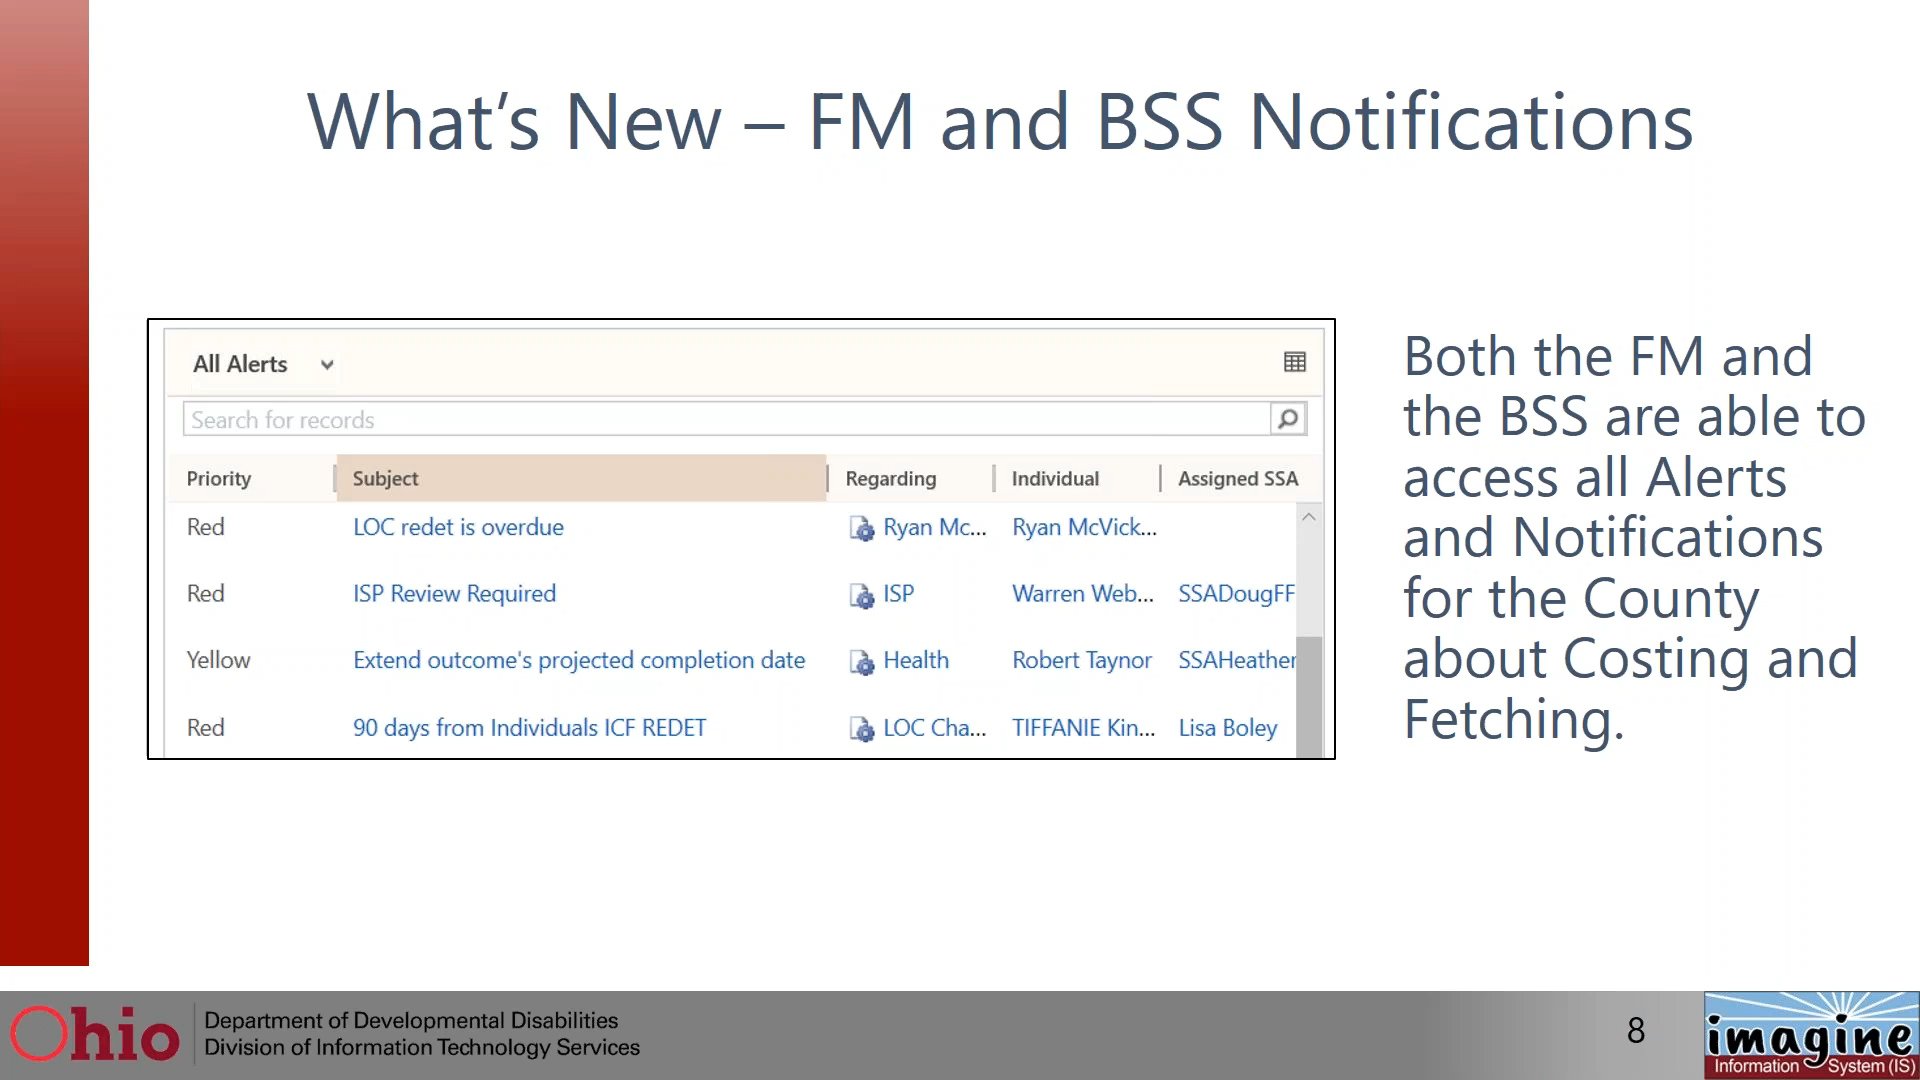 What's New – FM and BSS Notifications
All Alerts
Search for records
Priority Subject Regarding Individual Assigned SSA
Red LOC redet is overdue Ryan Mc... Ryan McVick...
Red ISP Review Required ISP Warren Web... SSADougFF
Yellow Extend outcome's projected completion date Health Robert Taynor SSAHeather
Red 90 days from Individuals ICF REDET LOC Cha... TIFFANIE Kin... Lisa Boley
Both the FM and
the BSS are able to
access all Alerts
and Notifications
for the County
about Costing and
Fetching.
Ohio
Department of Developmental Disabilities
Division of Information Technology Services
8
imagine
Information System (IS)